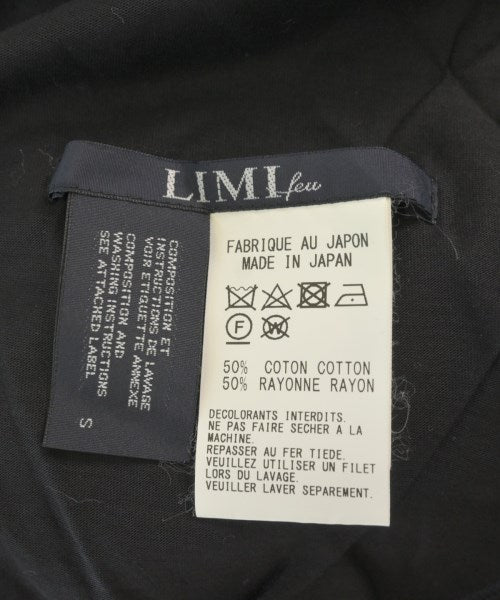 LIMI feu
COMPOSITION ET
INSTRUCTIONS DE LAVAGE
VOIR ETIQUETTE ANNEXE
COMPOSITION AND
WASHING INSTRUCTIONS
SEE ATTACHED LABEL
S
FABRIQUE AU JAPON
MADE IN JAPAN
F W
50% COTON COTTON
50% RAYONNE RAYON
DECOLORANTS INTERDITS.
NE PAS FAIRE SECHER A LA
MACHINE.
REPASSER AU FER TIEDE.
VEUILLEZ UTILISER UN FILET
LORS DU LAVAGE.
VEUILLER LAVER SEPAREMENT.